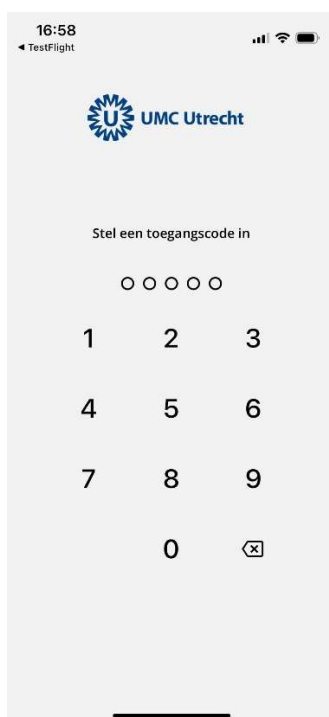 16:58
◀ TestFlight
U UMC Utrecht
Stel een toegangscode in
1 2 3
4 5 6
7 8 9
0